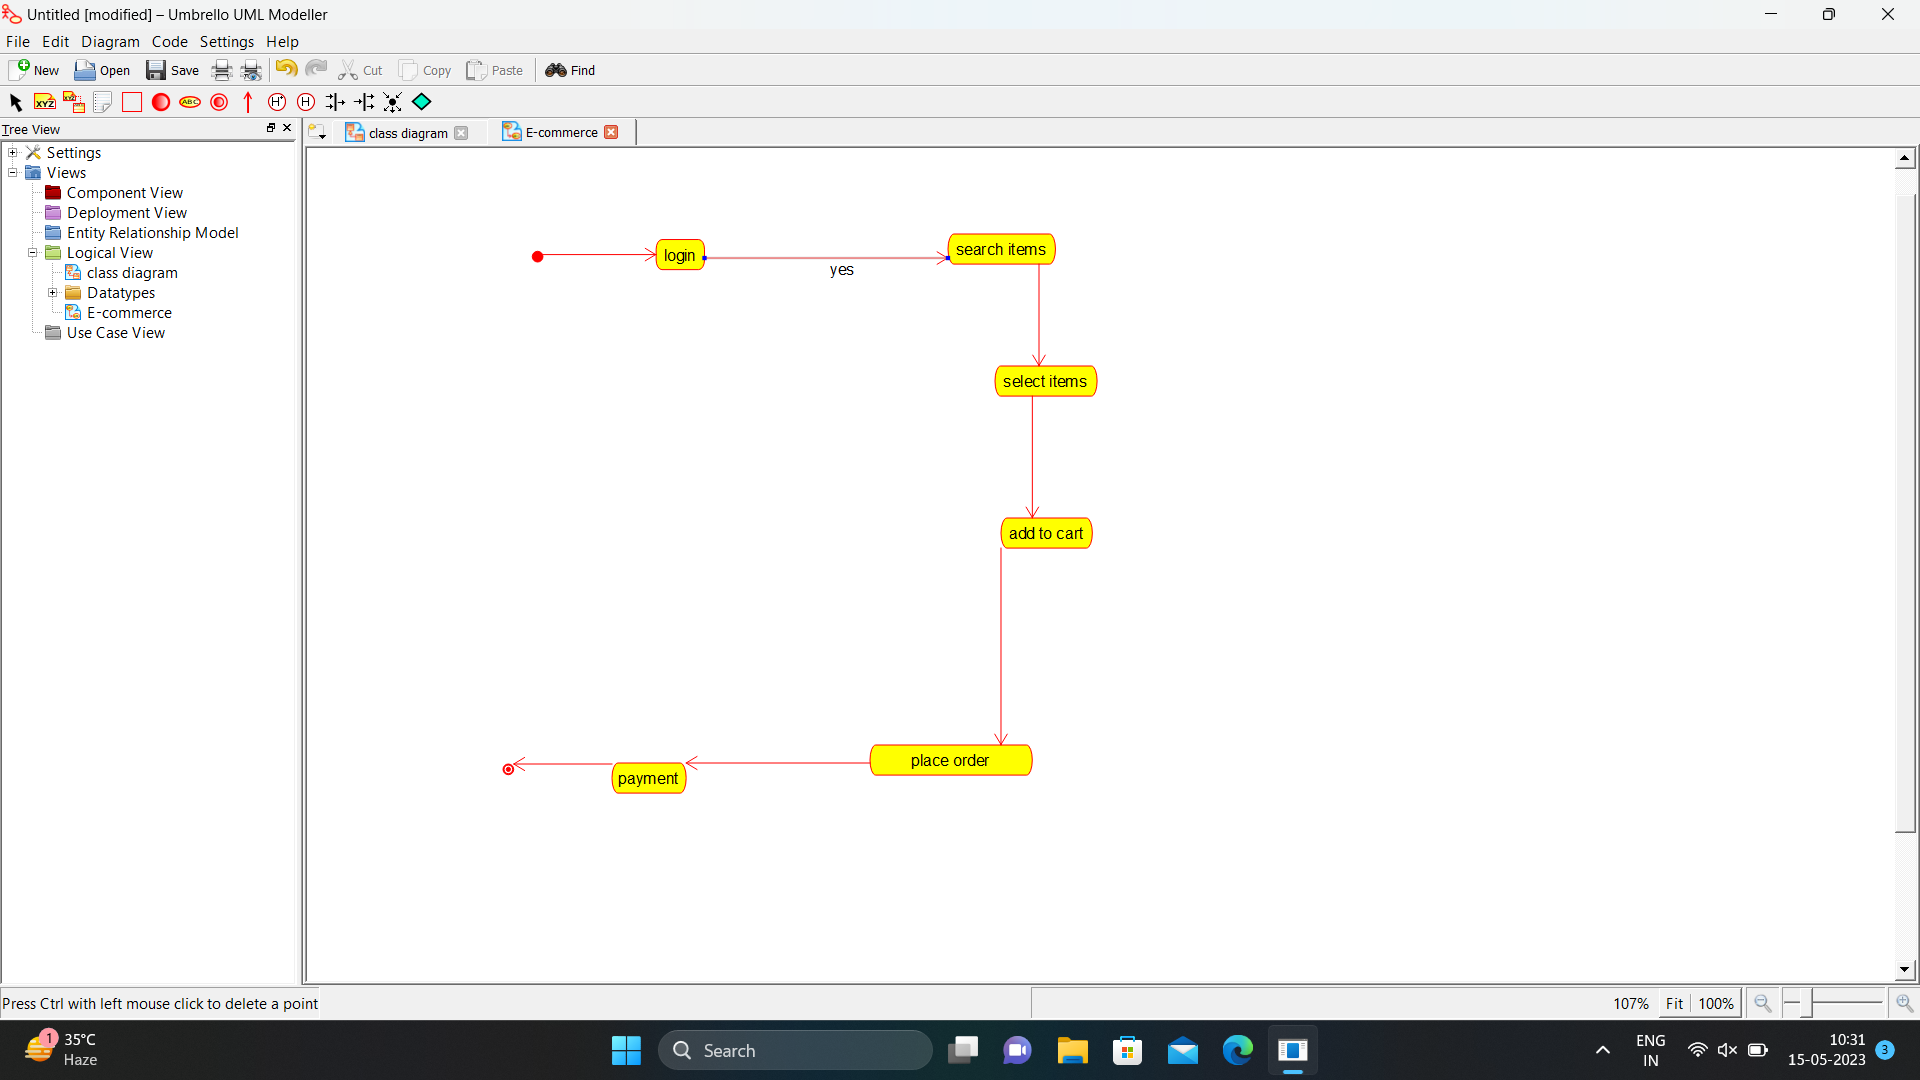 Untitled [modified] – Umbrello UML Modeller
File Edit Diagram Code Settings Help
New Open Save Cut Copy Paste Find
XYZ XYZ ABC H* H
Tree View
class diagram E-commerce
Settings
Views
Component View
Deployment View
Entity Relationship Model
Logical View
class diagram
Datatypes
E-commerce
Use Case View
login
search items
yes
select items
add to cart
place order
payment
Press Ctrl with left mouse click to delete a point
107% Fit 100%
1 35°C
Haze
Search
ENG
IN
10:31
15-05-2023
3